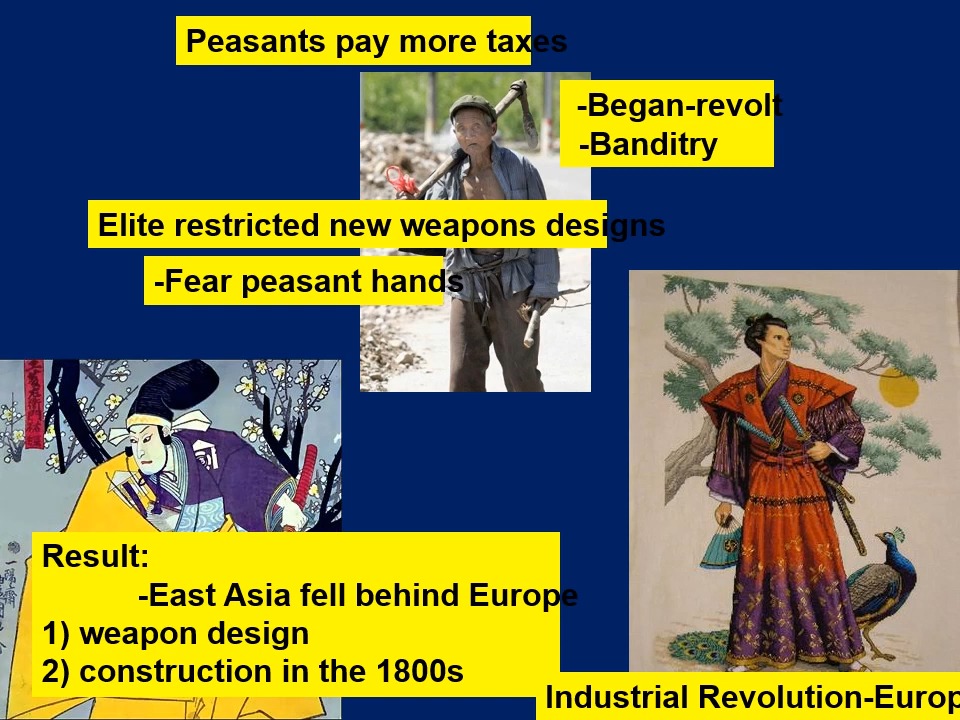 Peasants pay more taxes
-Began-revolt
-Banditry
Elite restricted new weapons designs
-Fear peasant hands
Result:
-East Asia fell behind Europe
1) weapon design
2) construction in the 1800s
Industrial Revolution-Europ